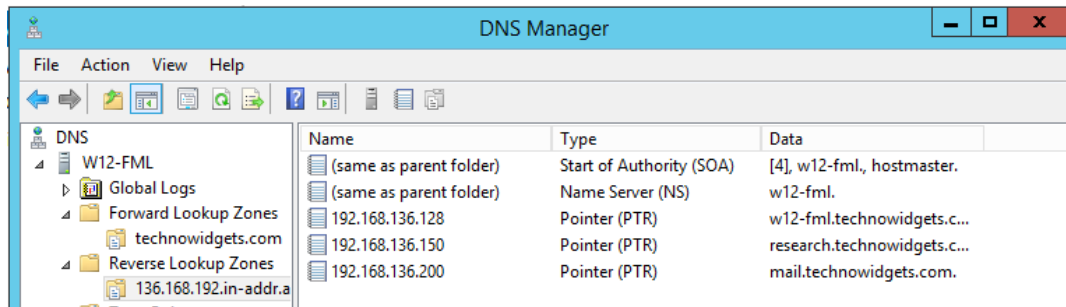 DNS Manager
File Action View Help
DNS
W12-FML
Global Logs
Forward Lookup Zones
technowidgets.com
Reverse Lookup Zones
136.168.192.in-addr.a
Name Type Data
(same as parent folder) Start of Authority (SOA) [4], w12-fml., hostmaster.
(same as parent folder) Name Server (NS) w12-fml.
192.168.136.128 Pointer (PTR) w12-fml.technowidgets.c...
192.168.136.150 Pointer (PTR) research.technowidgets.c...
192.168.136.200 Pointer (PTR) mail.technowidgets.com.